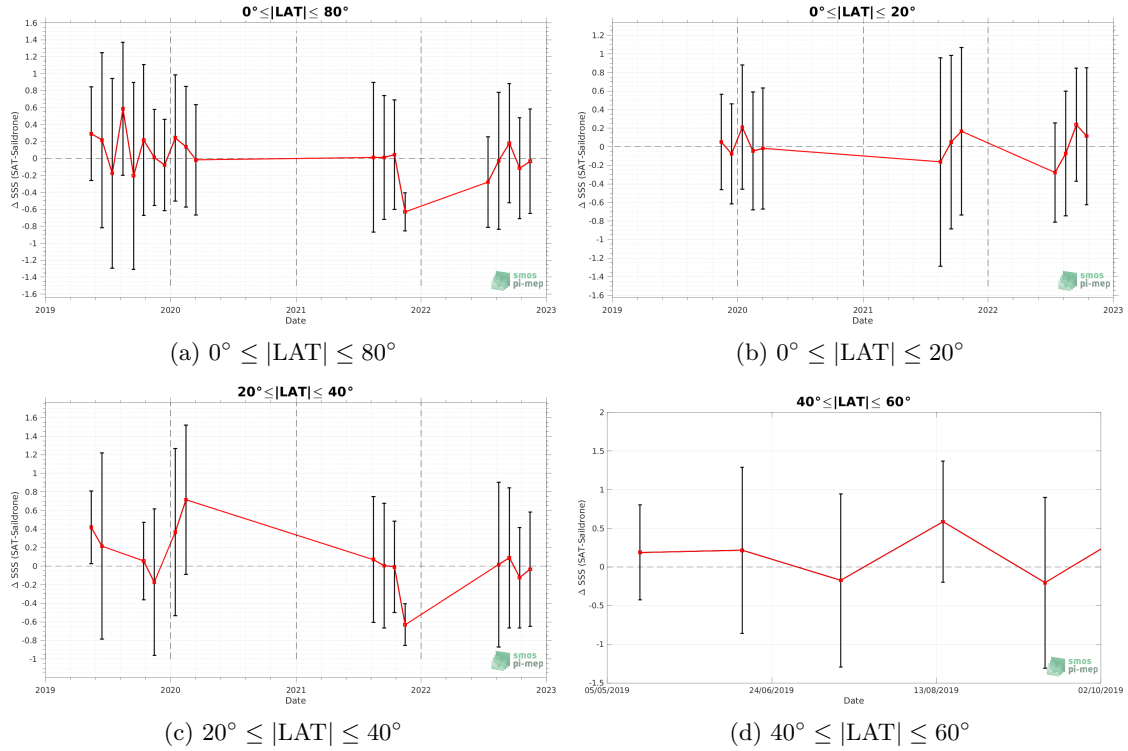 0°≤|LAT|≤ 80°
1.6
1.4
1.2
1
0.8
0.6
0.4
0.2
0
-0.2
-0.4
-0.6
-0.8
-1
-1.2
-1.4
-1.6
Δ SSS (SAT-Saildrone)
2019 2020 2021 2022 2023
Date
smos
pi-mep
(a) 0° ≤ |LAT| ≤ 80°
0°≤|LAT|≤ 20°
1.2
1
0.8
0.6
0.4
0.2
0
-0.2
-0.4
-0.6
-0.8
-1
-1.2
-1.4
-1.6
Δ SSS (SAT-Saildrone)
2019 2020 2021 2022 2023
Date
smos
pi-mep
(b) 0° ≤ |LAT| ≤ 20°
20°≤|LAT|≤ 40°
1.6
1.4
1.2
1
0.8
0.6
0.4
0.2
0
-0.2
-0.4
-0.6
-0.8
-1
Δ SSS (SAT-Saildrone)
2019 2020 2021 2022 2023
Date
smos
pi-mep
(c) 20° ≤ |LAT| ≤ 40°
40°≤|LAT|≤ 60°
2
1.5
1
0.5
0
-0.5
-1
-1.5
Δ SSS (SAT-Saildrone)
05/05/2019 24/06/2019 13/08/2019 02/10/2019
Date
smos
pi-mep
(d) 40° ≤ |LAT| ≤ 60°